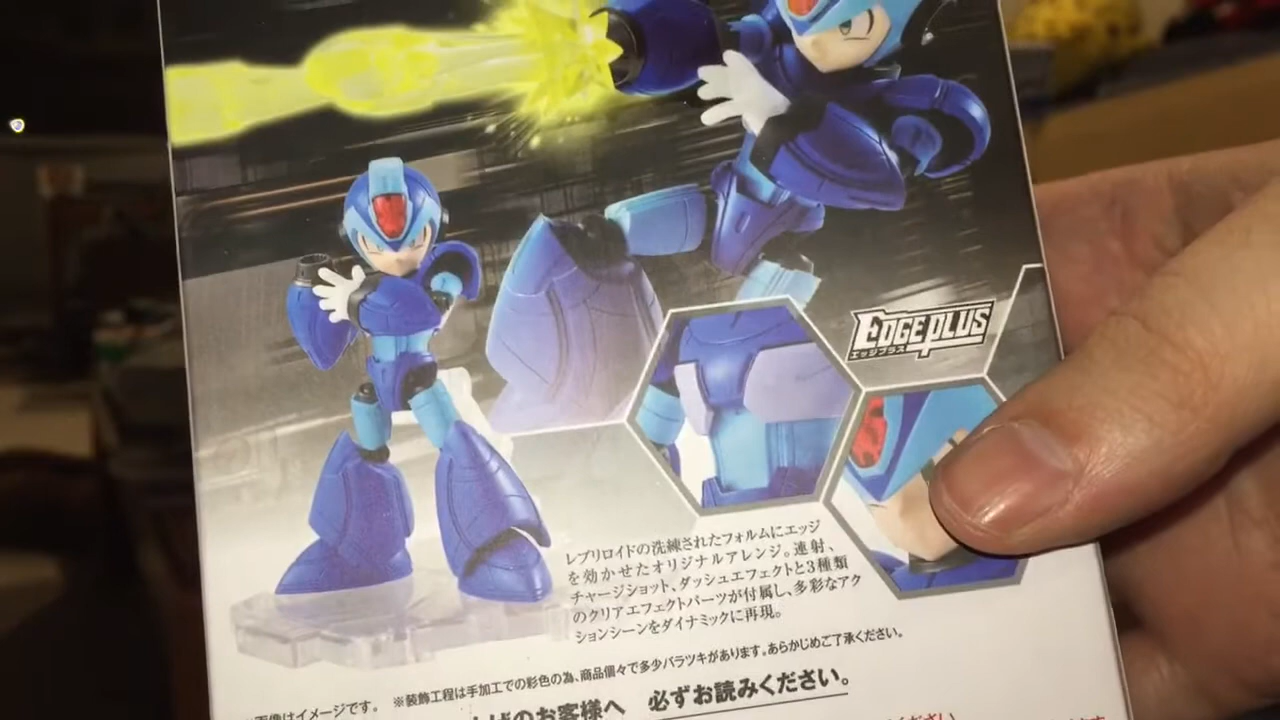 EDGE PLUS
エッジプラス
レプリロイドの洗練されたフォルムにエッジ
を効かせたオリジナルアレンジ。連射、
チャージショット、ダッシュエフェクトと3種類
のクリアエフェクトパーツが付属し、多彩なアク
ションシーンをダイナミックに再現。
※装飾工程は手加工での彩色の為、商品個々で多少バラツキがあります。あらかじめご了承ください。
画像はイメージです。
のお客様へ 必ずお読みください。
ください